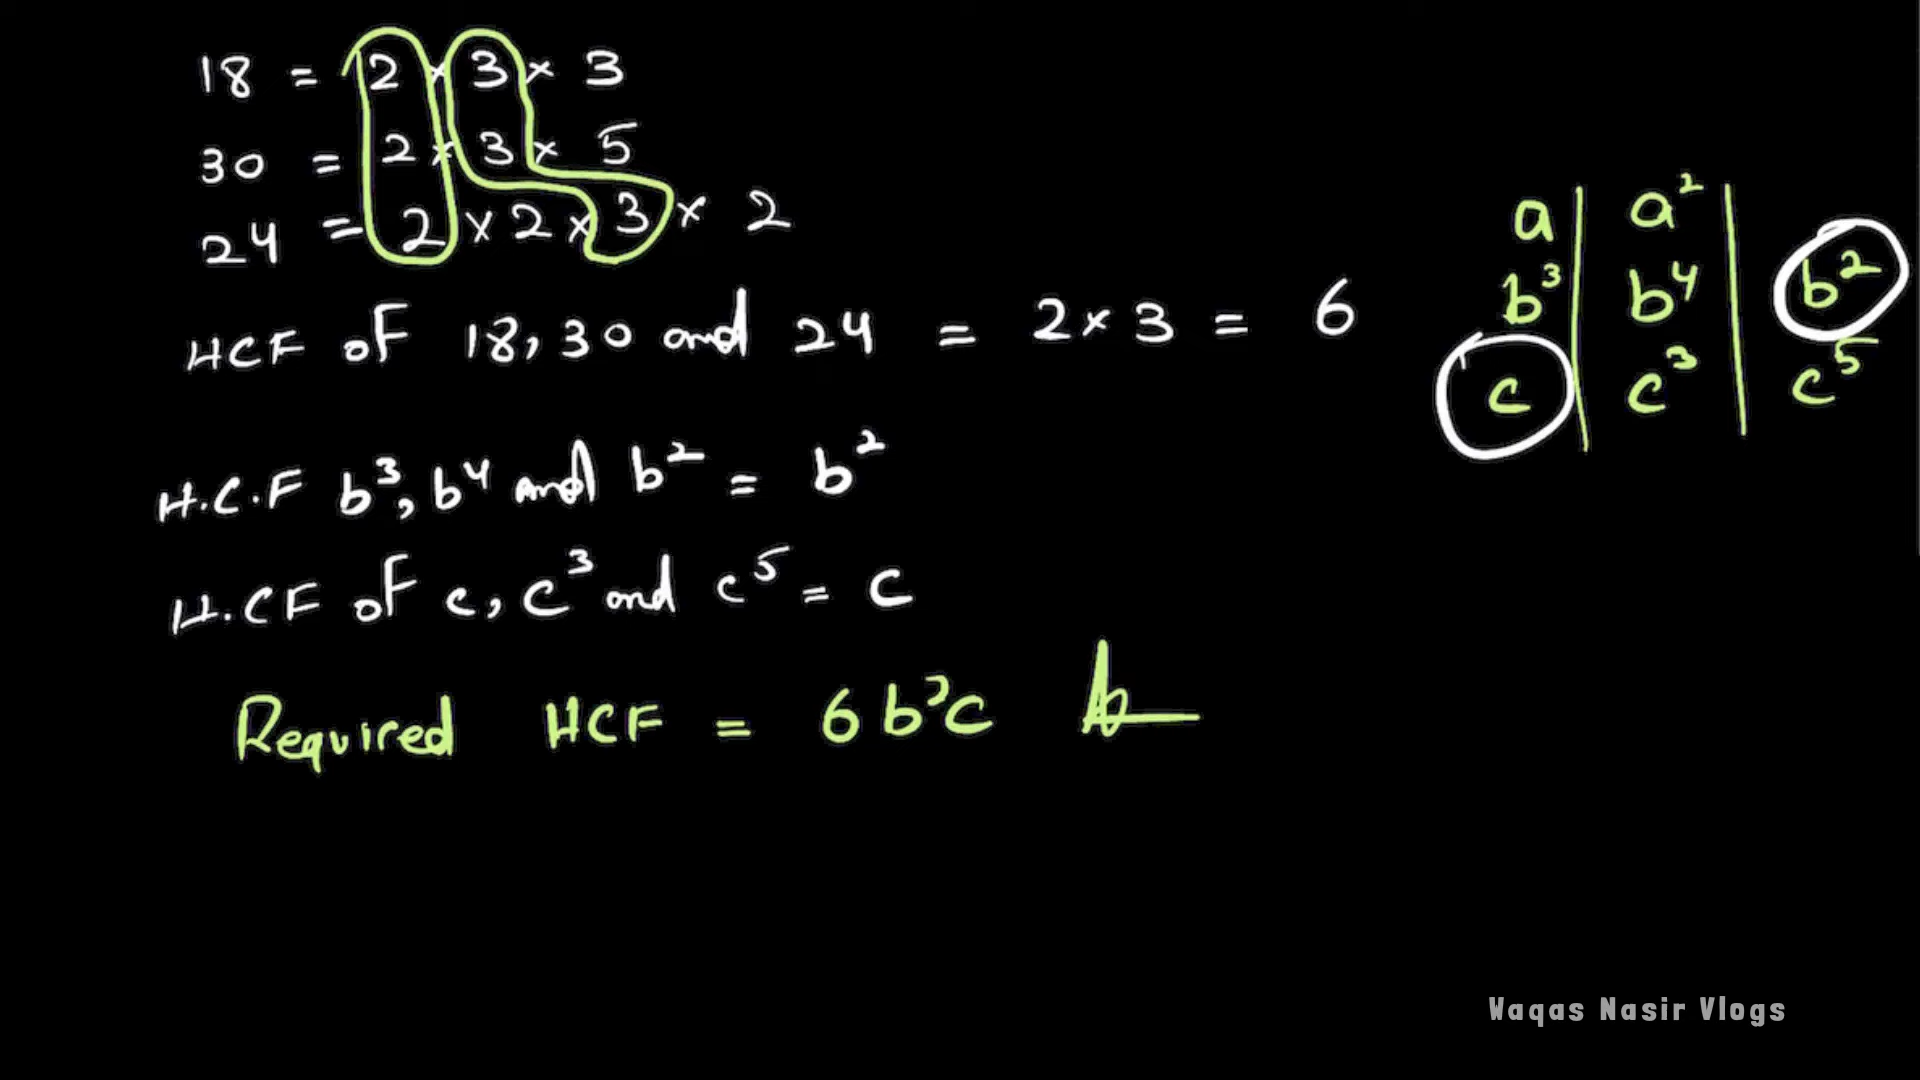 18 = 2 × 3 × 3
30 = 2 × 3 × 5
24 = 2 × 2 × 3 × 2
HCF of 18, 30 and 24 = 2 × 3 = 6
a | a² |
b³ | b⁴ | b²
c | c³ | c⁵
H.C.F b³, b⁴ and b² = b²
H.CF of c, c³ and c⁵ = c
Required HCF = 6b²c
Waqas Nasir Vlogs